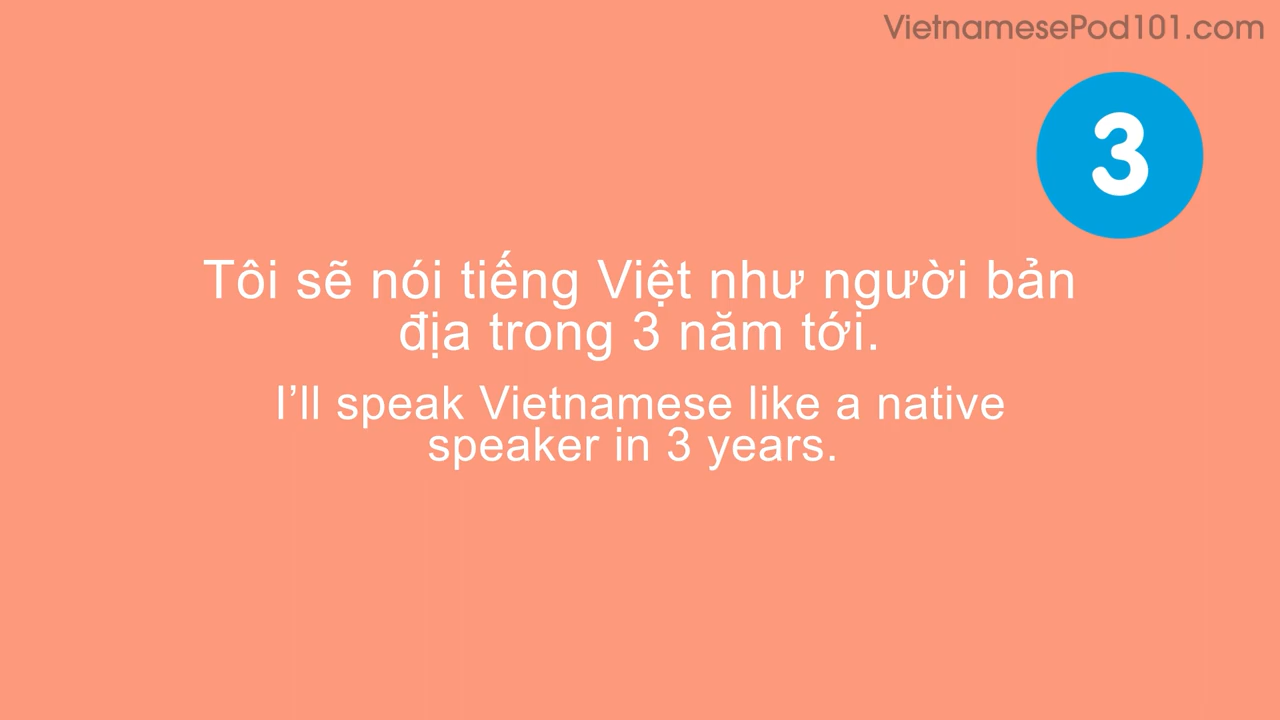 VietnamesePod101.com
3
Tôi sẽ nói tiếng Việt như người bản
địa trong 3 năm tới.
I’ll speak Vietnamese like a native
speaker in 3 years.